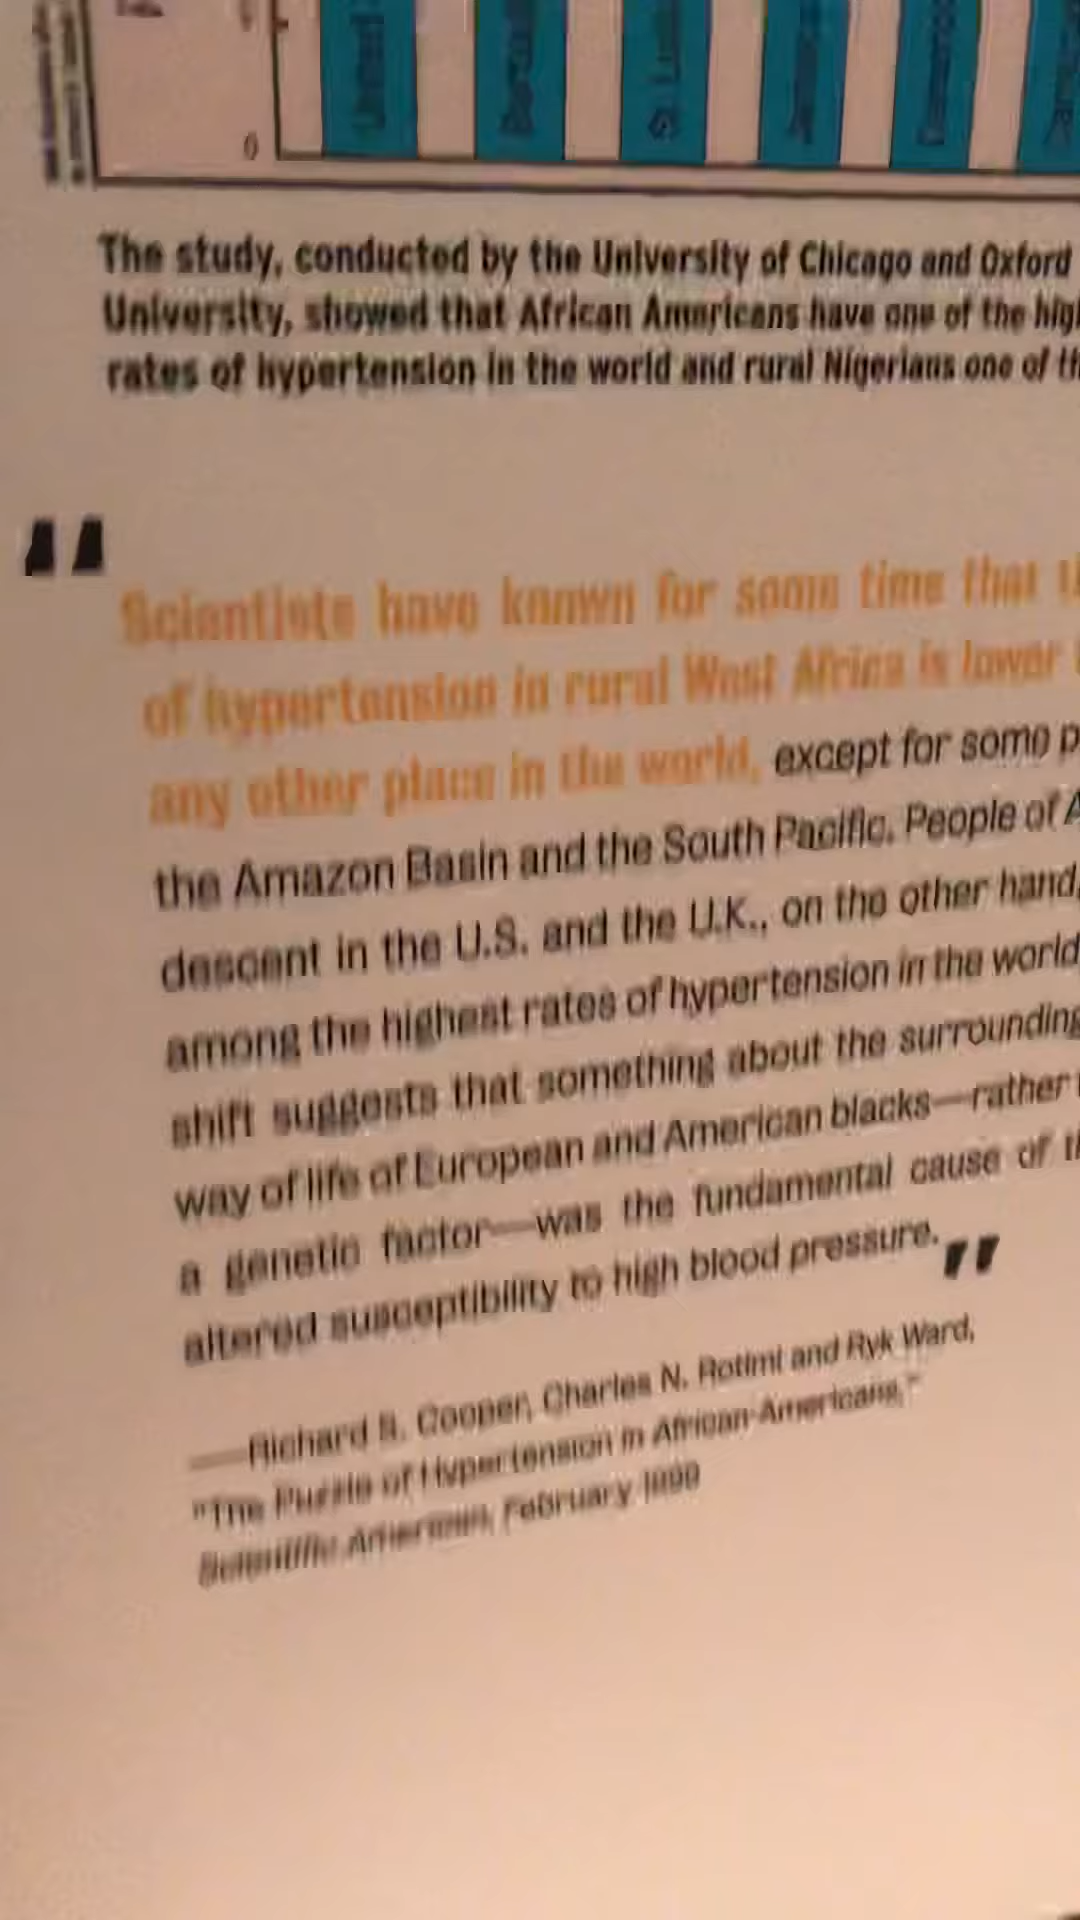 0
The study, conducted by the University of Chicago and Oxford
University, showed that African Americans have one of the
rates of hypertension in the world and rural Nigerians one of
"Scientists have known for some time that
of hypertension in rural West Africa is lower
any other place in the world, except for some
the Amazon Basin and the South Pacific. People of
descent in the U.S. and the U.K., on the other hand,
among the highest rates of hypertension in the world
shift suggests that something about the surrounding
way of life of European and American blacks—rather
a genetic factor—was the fundamental cause of
altered susceptibility to high blood pressure."
—Richard S. Cooper, Charles N. Rotimi and Ryk Ward,
"The Puzzle of Hypertension in African-Americans,"
Scientific American, February 1999